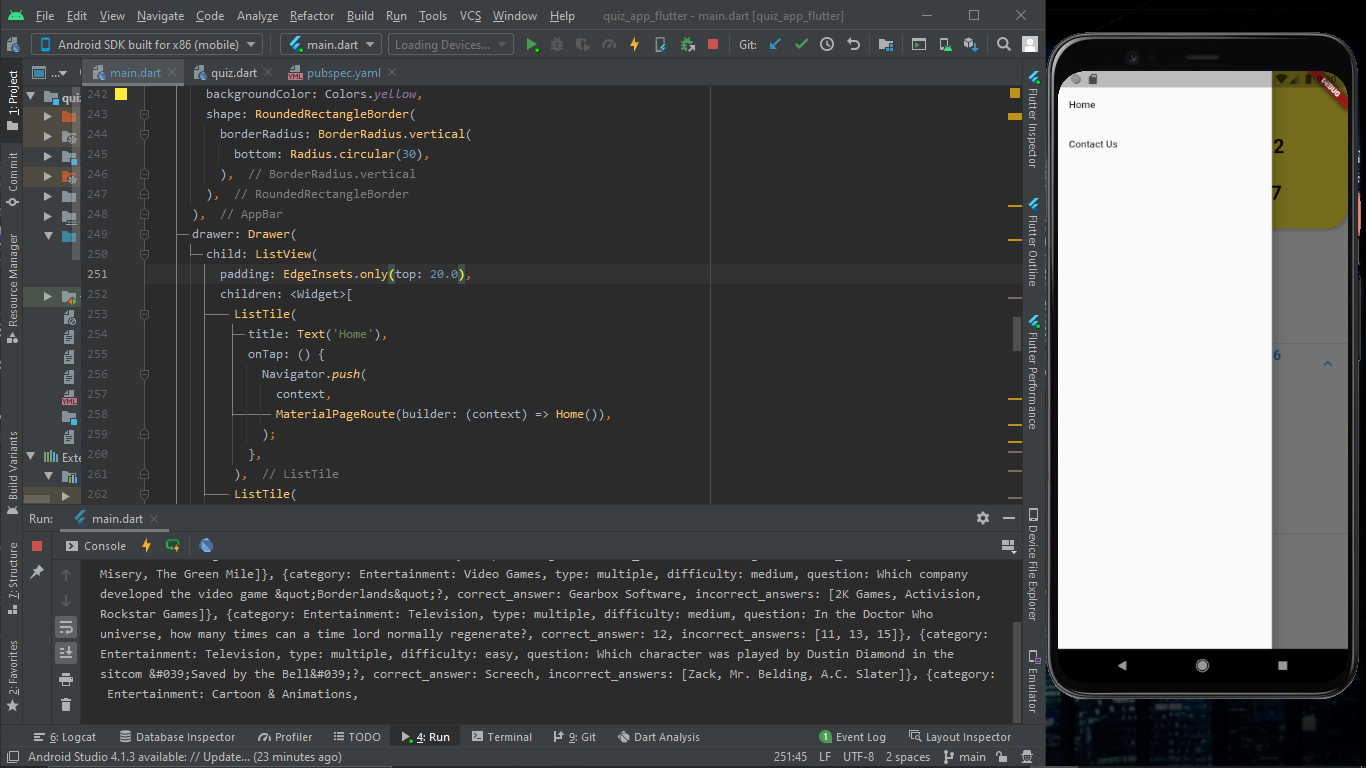 File Edit View Navigate Code Analyze Refactor Build Run Tools VCS Window Help quiz_app_flutter - main.dart [quiz_app_flutter]
Android SDK built for x86 (mobile) main.dart Loading Devices... Git:
1: Project
Commit
Resource Manager
Build Variants
7: Structure
2: Favorites
... main.dart quiz.dart pubspec.yaml
quiz
Exte
242 backgroundColor: Colors.yellow,
243 shape: RoundedRectangleBorder(
244 borderRadius: BorderRadius.vertical(
245 bottom: Radius.circular(30),
246 ), // BorderRadius.vertical
247 ), // RoundedRectangleBorder
248 ), // AppBar
249 drawer: Drawer(
250 child: ListView(
251 padding: EdgeInsets.only(top: 20.0),
252 children: <Widget>[
253 ListTile(
254 title: Text('Home'),
255 onTap: () {
256 Navigator.push(
257 context,
258 MaterialPageRoute(builder: (context) => Home()),
259 );
260 },
261 ), // ListTile
262 ListTile(
Flutter Inspector
Flutter Outline
Flutter Performance
Device File Explorer
Emulator
Run: main.dart
Console
Misery, The Green Mile]}, {category: Entertainment: Video Games, type: multiple, difficulty: medium, question: Which company
developed the video game &quot;Borderlands&quot;?, correct_answer: Gearbox Software, incorrect_answers: [2K Games, Activision,
Rockstar Games]}, {category: Entertainment: Television, type: multiple, difficulty: medium, question: In the Doctor Who
universe, how many times can a time lord normally regenerate?, correct_answer: 12, incorrect_answers: [11, 13, 15]}, {category:
Entertainment: Television, type: multiple, difficulty: easy, question: Which character was played by Dustin Diamond in the
sitcom &#039;Saved by the Bell&#039;?, correct_answer: Screech, incorrect_answers: [Zack, Mr. Belding, A.C. Slater]}, {category:
Entertainment: Cartoon & Animations,
6: Logcat Database Inspector Profiler TODO 4: Run Terminal 9: Git Dart Analysis 1 Event Log Layout Inspector
Android Studio 4.1.3 available: // Update... (23 minutes ago) 251:45 LF UTF-8 2 spaces main
DEBUG
Home
Contact Us
2
7
6